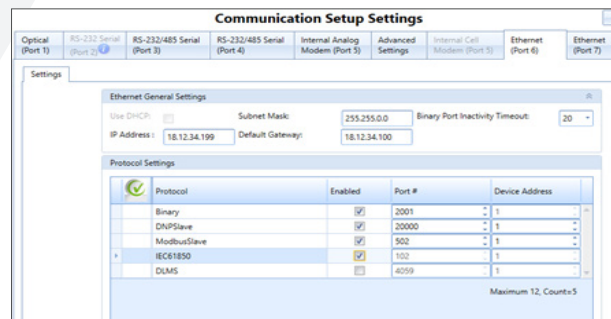 Communication Setup Settings
Optical (Port 1)
RS-232 Serial (Port 2)
RS-232/485 Serial (Port 3)
RS-232/485 Serial (Port 4)
Internal Analog Modem (Port 5)
Advanced Settings
Internal Cell Modem (Port 5)
Ethernet (Port 6)
Ethernet (Port 7)
Settings
Ethernet General Settings
Use DHCP: Subnet Mask: 255.255.0.0 Binary Port Inactivity Timeout: 20
IP Address : 18.12.34.199 Default Gateway: 18.12.34.100
Protocol Settings
Protocol Enabled Port # Device Address
Binary 2001 1
DNPSlave 20000 1
ModbusSlave 502 1
IEC61850 102 1
DLMS 4059 1
Maximum 12, Count=5